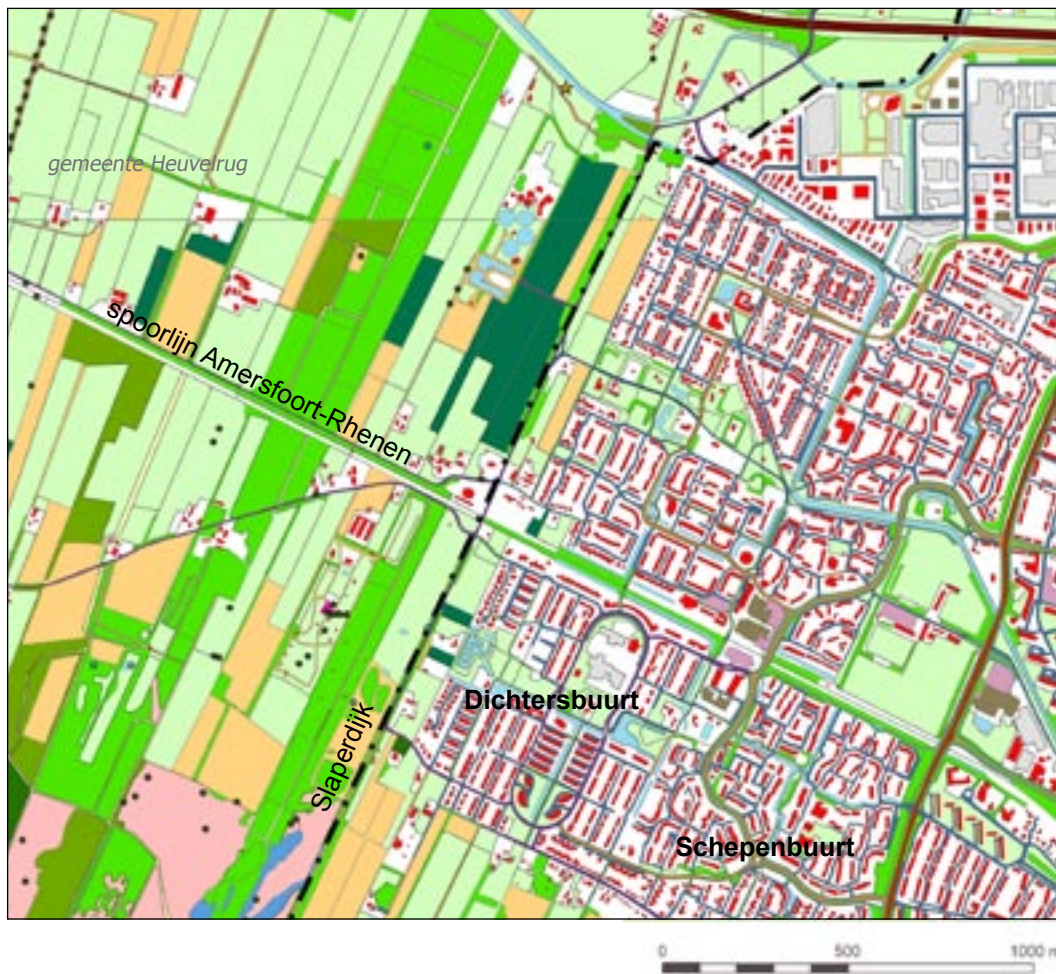 gemeente Heuvelrug
spoorlijn Amersfoort-Rhenen
Dichtersbuurt
Slaperdijk
Schepenbuurt
0 500 1000 m